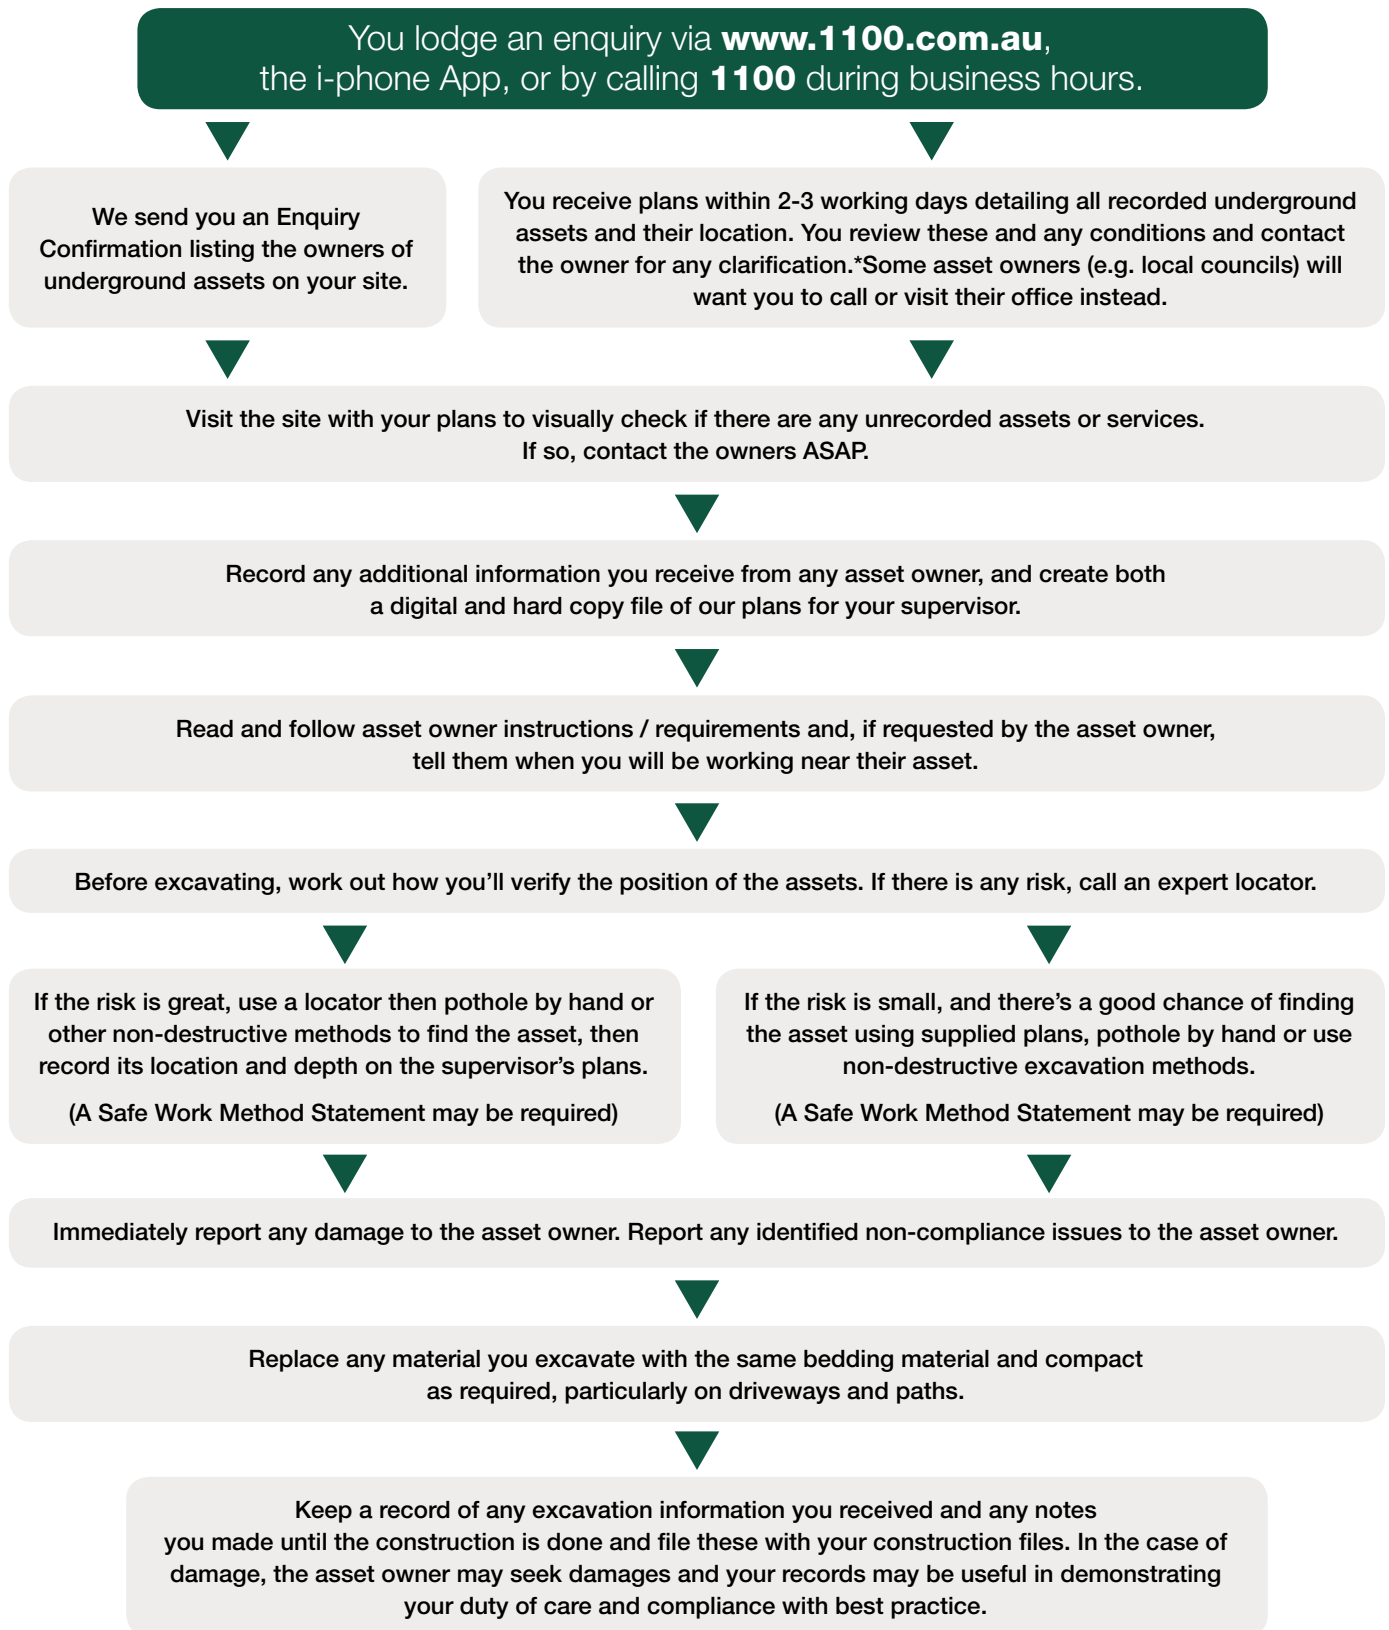 You lodge an enquiry via www.1100.com.au,
the i-phone App, or by calling 1100 during business hours.
We send you an Enquiry
Confirmation listing the owners of
underground assets on your site.
You receive plans within 2-3 working days detailing all recorded underground
assets and their location. You review these and any conditions and contact
the owner for any clarification.*Some asset owners (e.g. local councils) will
want you to call or visit their office instead.
Visit the site with your plans to visually check if there are any unrecorded assets or services.
If so, contact the owners ASAP.
Record any additional information you receive from any asset owner, and create both
a digital and hard copy file of our plans for your supervisor.
Read and follow asset owner instructions / requirements and, if requested by the asset owner,
tell them when you will be working near their asset.
Before excavating, work out how you'll verify the position of the assets. If there is any risk, call an expert locator.
If the risk is great, use a locator then pothole by hand or
other non-destructive methods to find the asset, then
record its location and depth on the supervisor's plans.
(A Safe Work Method Statement may be required)
If the risk is small, and there's a good chance of finding
the asset using supplied plans, pothole by hand or use
non-destructive excavation methods.
(A Safe Work Method Statement may be required)
Immediately report any damage to the asset owner. Report any identified non-compliance issues to the asset owner.
Replace any material you excavate with the same bedding material and compact
as required, particularly on driveways and paths.
Keep a record of any excavation information you received and any notes
you made until the construction is done and file these with your construction files. In the case of
damage, the asset owner may seek damages and your records may be useful in demonstrating
your duty of care and compliance with best practice.